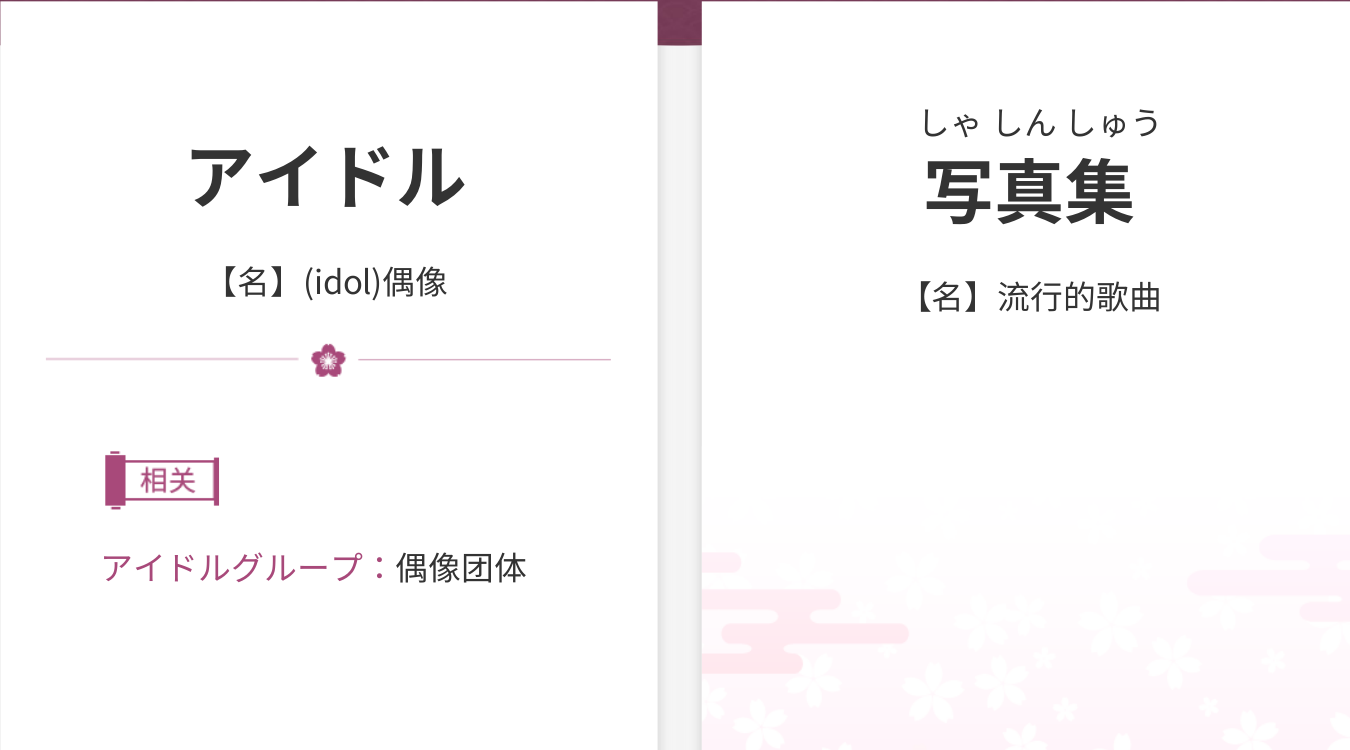 アイドル
【名】(idol)偶像
相关
アイドルグループ：偶像团体
しゃ しん しゅう
写真集
【名】流行的歌曲